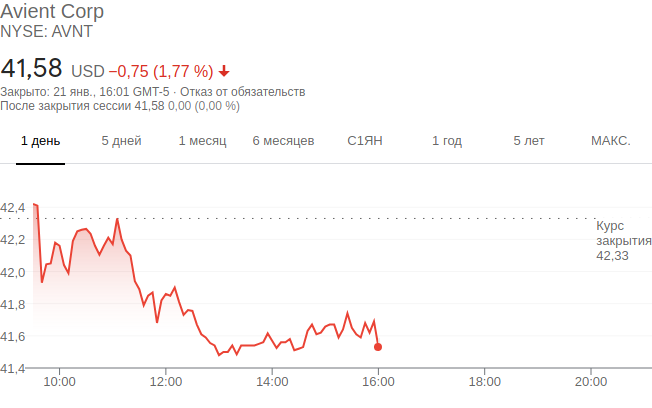 Avient Corp
NYSE: AVNT
41,58 USD −0,75 (1,77 %)
Закрыто: 21 янв., 16:01 GMT-5 · Отказ от обязательств
После закрытия сессии 41,58 0,00 (0,00 %)
1 день 5 дней 1 месяц 6 месяцев С1ЯН 1 год 5 лет МАКС.
42,4
Курс
закрытия
42,33
42,2
42,0
41,8
41,6
41,4
10:00 12:00 14:00 16:00 18:00 20:00